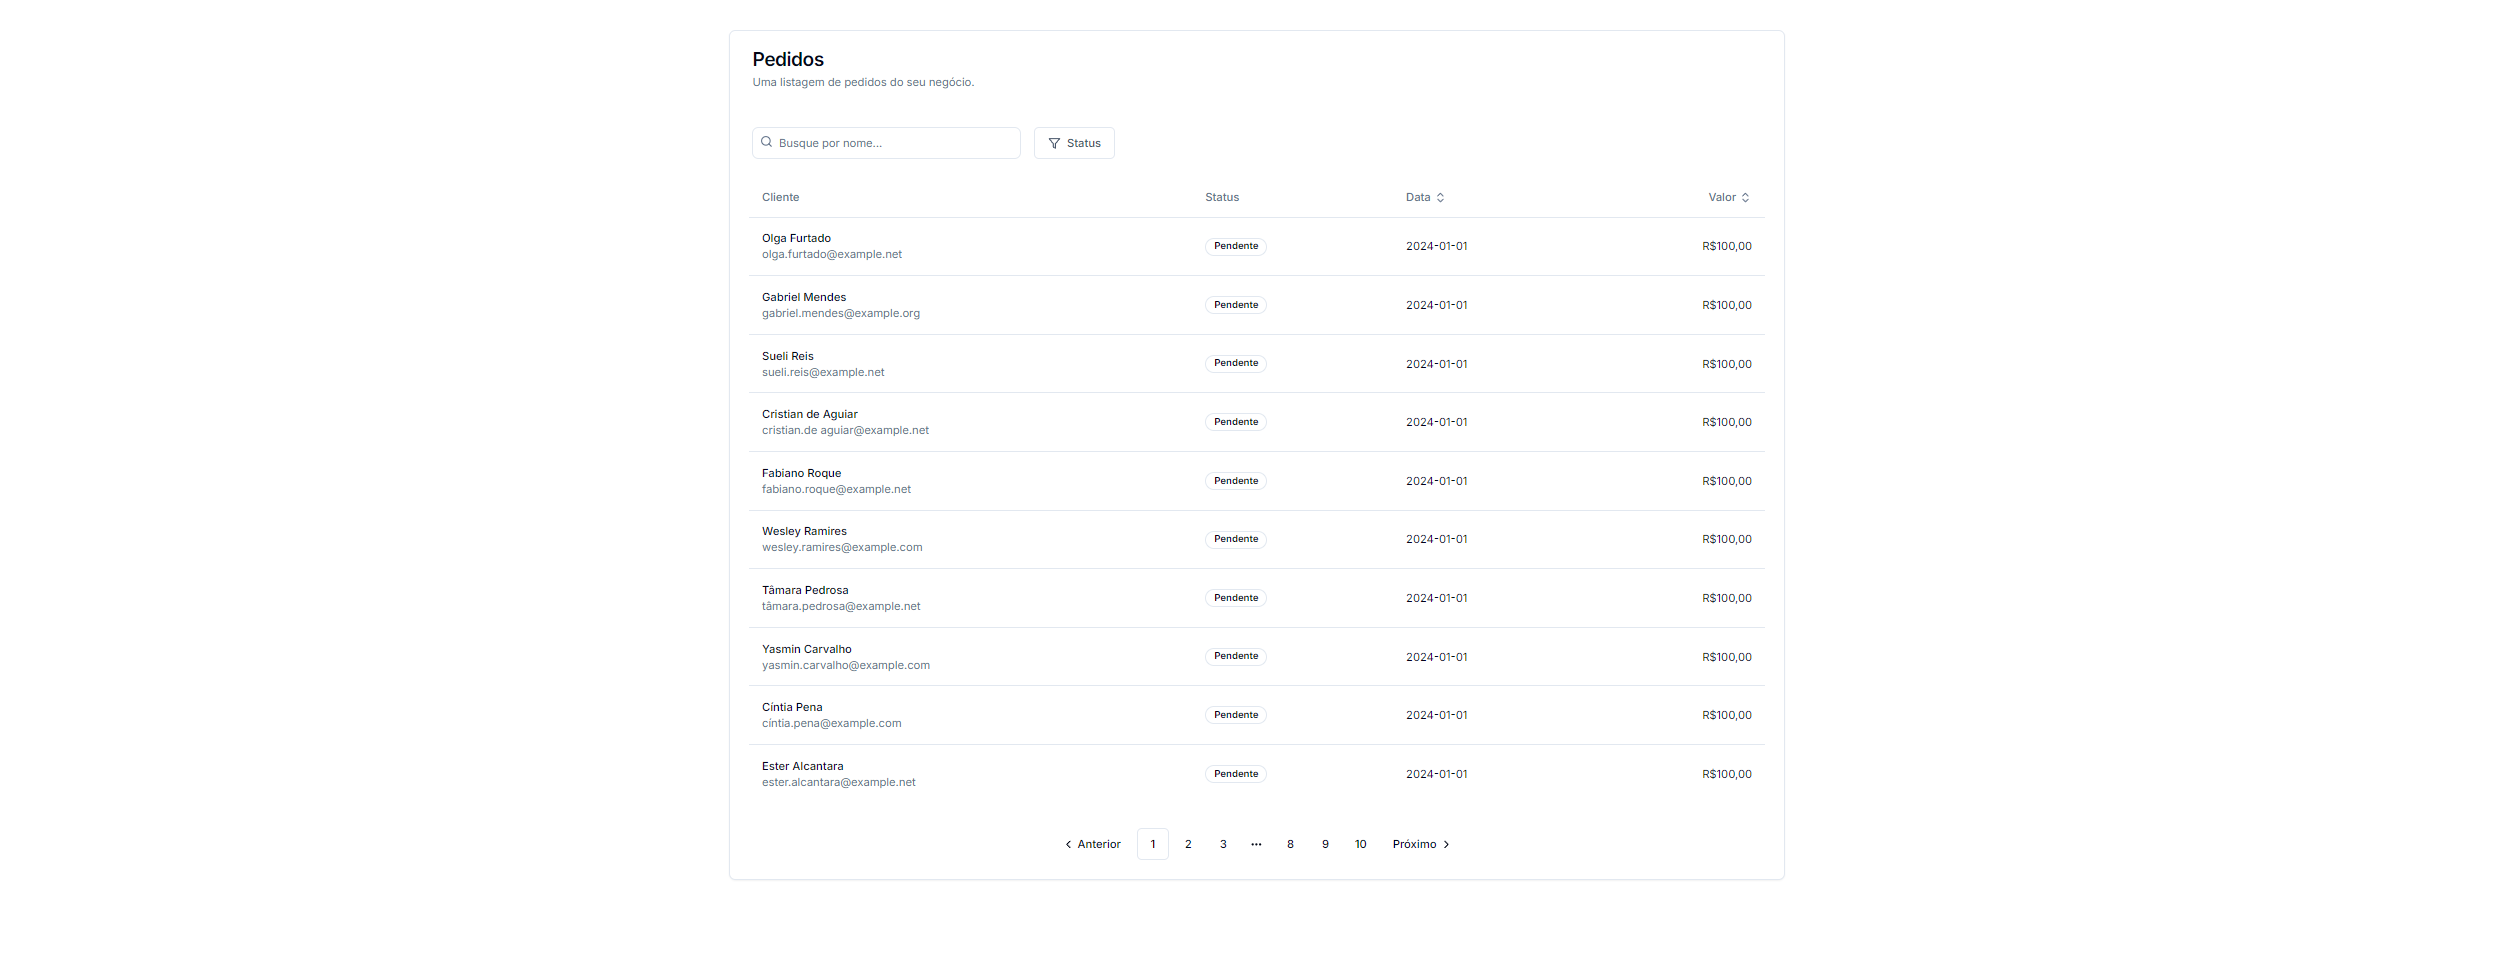 Pedidos
Uma listagem de pedidos do seu negócio.
Busque por nome...
Status
Cliente Status Data Valor
Olga Furtado
olga.furtado@example.net
Pendente 2024-01-01 R$100,00
Gabriel Mendes
gabriel.mendes@example.org
Pendente 2024-01-01 R$100,00
Sueli Reis
sueli.reis@example.net
Pendente 2024-01-01 R$100,00
Cristian de Aguiar
cristian.de aguiar@example.net
Pendente 2024-01-01 R$100,00
Fabiano Roque
fabiano.roque@example.net
Pendente 2024-01-01 R$100,00
Wesley Ramires
wesley.ramires@example.com
Pendente 2024-01-01 R$100,00
Tâmara Pedrosa
tâmara.pedrosa@example.net
Pendente 2024-01-01 R$100,00
Yasmin Carvalho
yasmin.carvalho@example.com
Pendente 2024-01-01 R$100,00
Cíntia Pena
cíntia.pena@example.com
Pendente 2024-01-01 R$100,00
Ester Alcantara
ester.alcantara@example.net
Pendente 2024-01-01 R$100,00
Anterior 1 2 3 ••• 8 9 10 Próximo